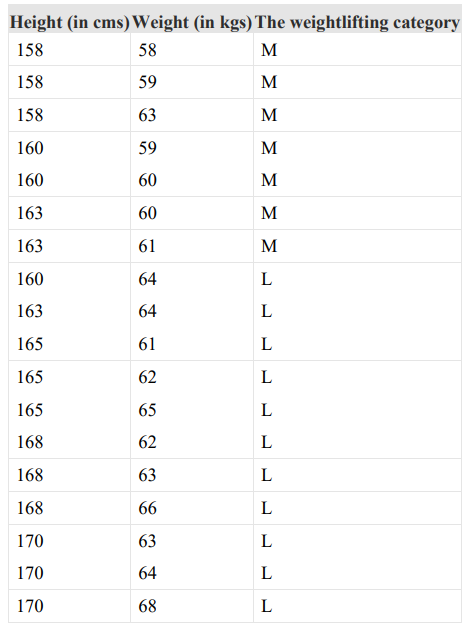 Height (in cms) Weight (in kgs) The weightlifting category
158 58 M
158 59 M
158 63 M
160 59 M
160 60 M
163 60 M
163 61 M
160 64 L
163 64 L
165 61 L
165 62 L
165 65 L
168 62 L
168 63 L
168 66 L
170 63 L
170 64 L
170 68 L